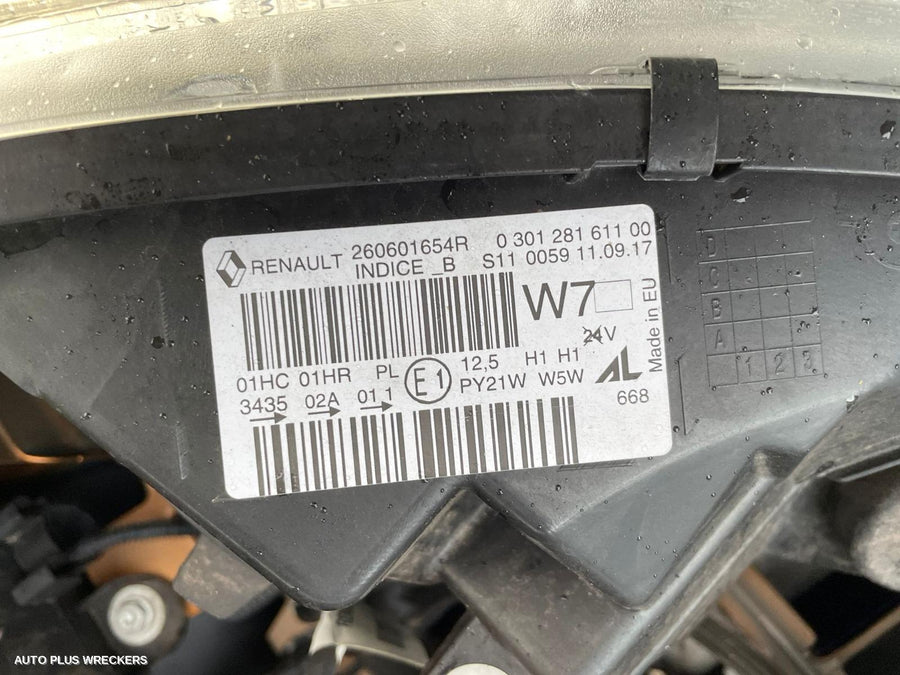 RENAULT 260601654R 0 301 281 611 00
INDICE _B S11 0059 11.09.17
W7
24V
Made in EU
01HC 01HR PL E1 12,5 H1 H1
3435 02A 01 1 PY21W W5W AL
668
D
C
B
A
1 2 3
AUTO PLUS WRECKERS